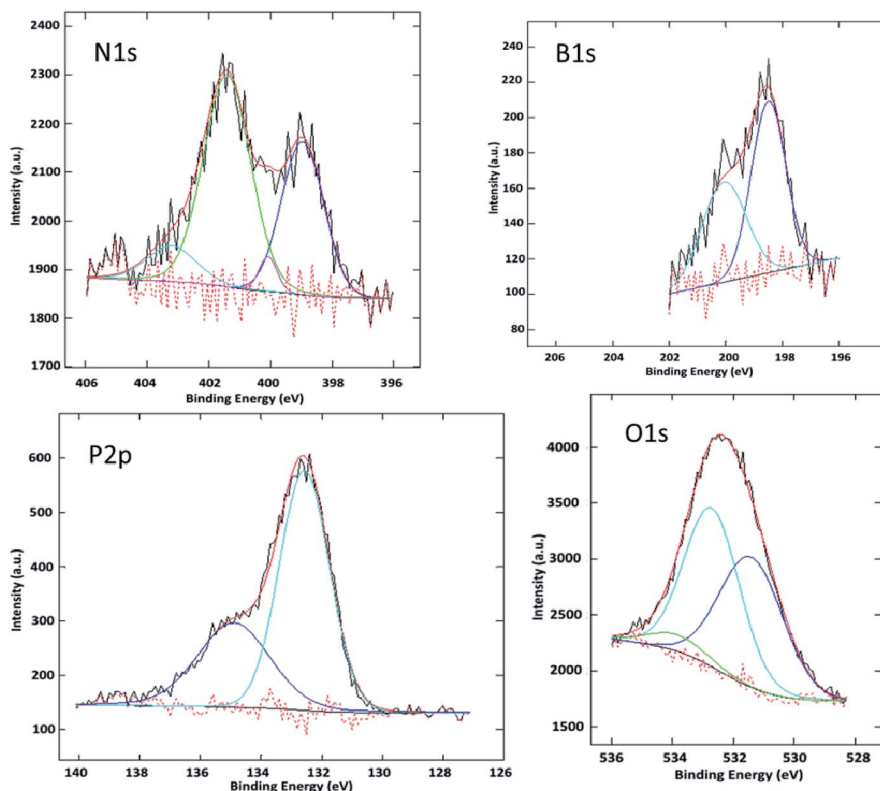 N1s
Intensity (a.u.)
2400
2300
2200
2100
2000
1900
1800
1700
406 404 402 400 398 396
Binding Energy (eV)
B1s
Intensity (a.u.)
240
220
200
180
160
140
120
100
80
206 204 202 200 198 196
Binding Energy (eV)
P2p
Intensity (a.u.)
600
500
400
300
200
100
140 138 136 134 132 130 128 126
Binding Energy (eV)
O1s
Intensity (a.u.)
4000
3500
3000
2500
2000
1500
536 534 532 530 528
Binding Energy (eV)